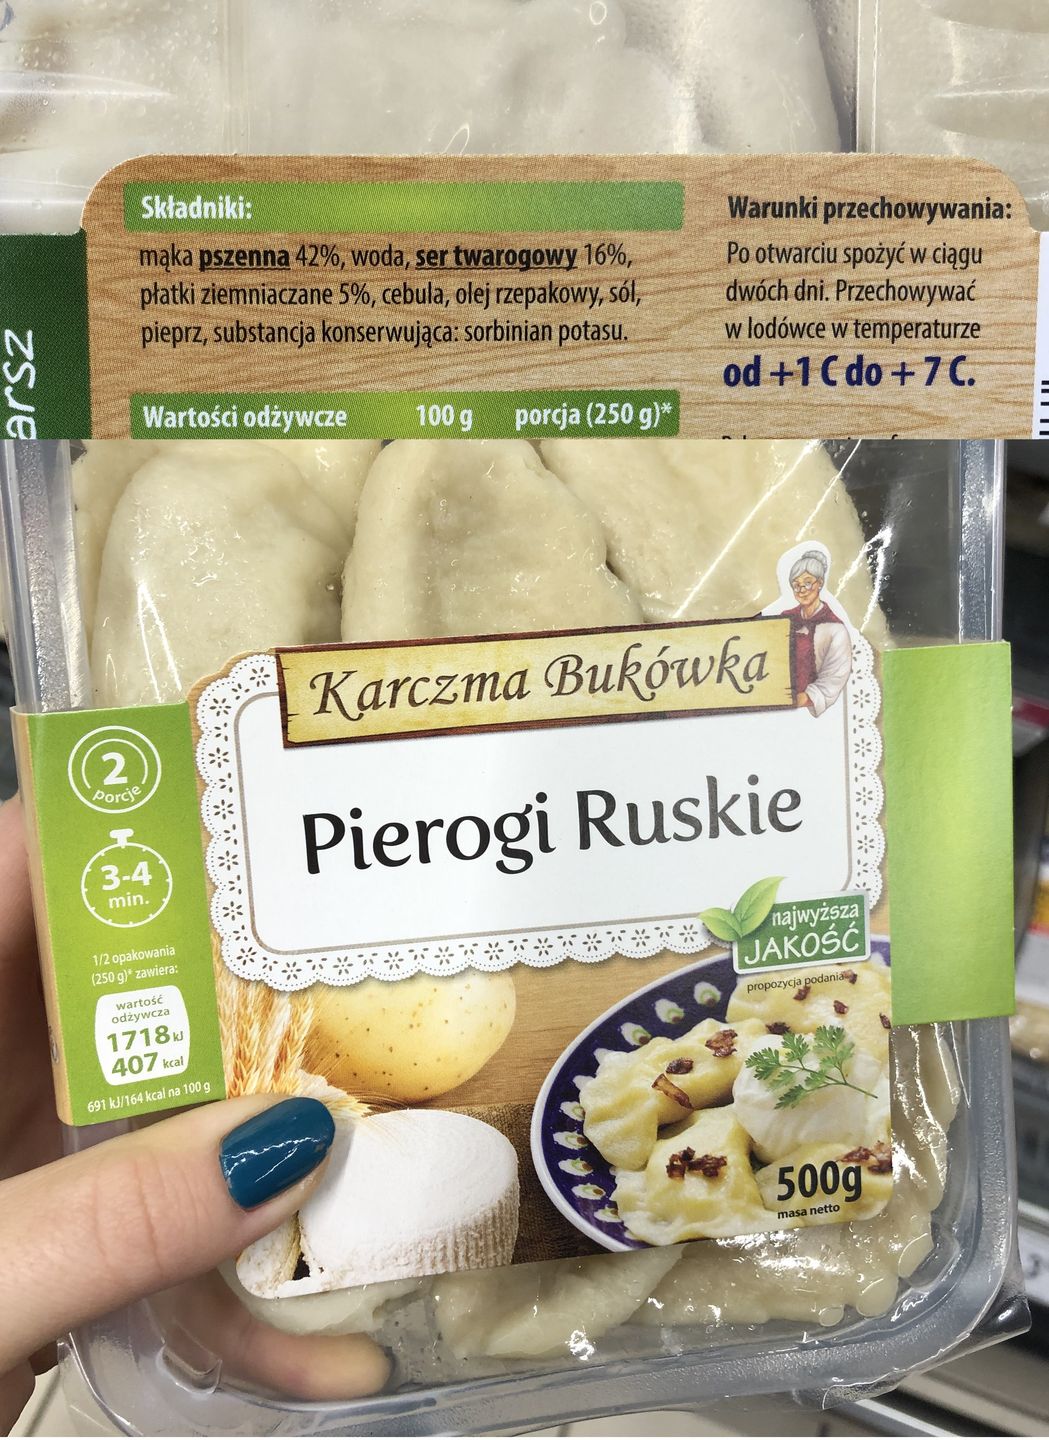 Składniki:
mąka pszenna 42%, woda, ser twarogowy 16%,
płatki ziemniaczane 5%, cebula, olej rzepakowy, sól,
pieprz, substancja konserwująca: sorbinian potasu.
Wartości odżywcze 100 g porcja (250 g)*
Warunki przechowywania:
Po otwarciu spożyć w ciągu
dwóch dni. Przechowywać
w lodówce w temperaturze
od +1 C do + 7 C.
arsz
Karczma Bukówka
Pierogi Ruskie
najwyższa
JAKOŚĆ
propozycja podania
2
porcje
3-4
min.
1/2 opakowania
(250 g)* zawiera:
wartość
odżywcza
1718 kJ
407 kcal
691 kJ/164 kcal na 100 g
500g
masa netto